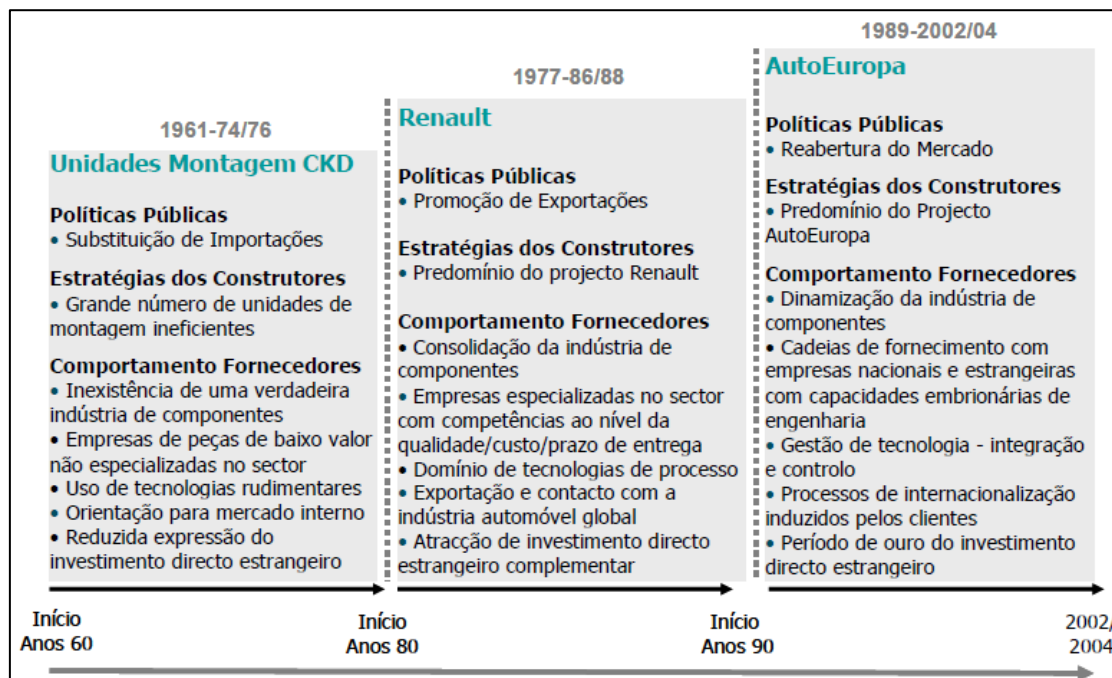 1961-74/76
Unidades Montagem CKD
Políticas Públicas
• Substituição de Importações
Estratégias dos Construtores
• Grande número de unidades de
montagem ineficientes
Comportamento Fornecedores
• Inexistência de uma verdadeira
indústria de componentes
• Empresas de peças de baixo valor
não especializadas no sector
• Uso de tecnologias rudimentares
• Orientação para mercado interno
• Reduzida expressão do
investimento directo estrangeiro
1977-86/88
Renault
Políticas Públicas
• Promoção de Exportações
Estratégias dos Construtores
• Predomínio do projecto Renault
Comportamento Fornecedores
• Consolidação da indústria de
componentes
• Empresas especializadas no sector
com competências ao nível da
qualidade/custo/prazo de entrega
• Domínio de tecnologias de processo
• Exportação e contacto com a
indústria automóvel global
• Atracção de investimento directo
estrangeiro complementar
1989-2002/04
AutoEuropa
Políticas Públicas
• Reabertura do Mercado
Estratégias dos Construtores
• Predomínio do Projecto
AutoEuropa
Comportamento Fornecedores
• Dinamização da indústria de
componentes
• Cadeias de fornecimento com
empresas nacionais e estrangeiras
com capacidades embrionárias de
engenharia
• Gestão de tecnologia - integração
e controlo
• Processos de internacionalização
induzidos pelos clientes
• Período de ouro do investimento
directo estrangeiro
Início
Anos 60
Início
Anos 80
Início
Anos 90
2002/
2004